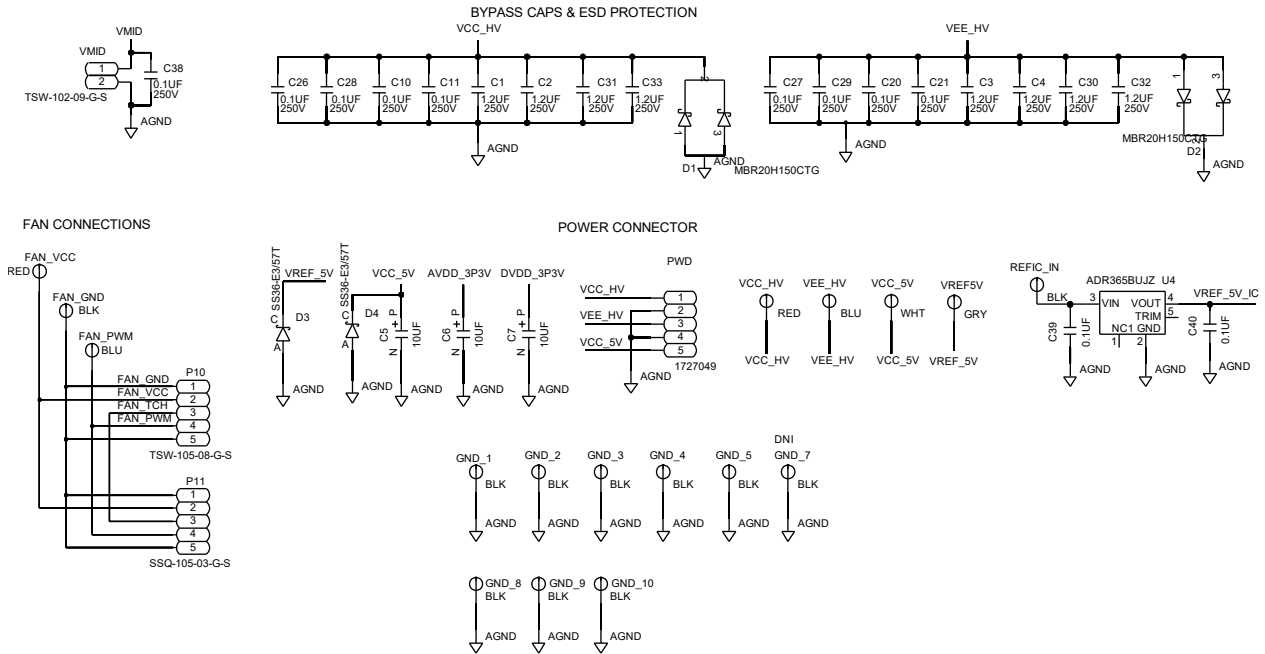 BYPASS CAPS & ESD PROTECTION
VMID
VMID
1
2
TSW-102-09-G-S
C38
0.1UF
250V
AGND
VCC_HV
C26
0.1UF
250V
C28
0.1UF
250V
C10
0.1UF
250V
C11
0.1UF
250V
C1
1.2UF
250V
C2
1.2UF
250V
C31
1.2UF
250V
C33
1.2UF
250V
AGND
2
1
3
D1
AGND
MBR20H150CTG
VEE_HV
C27
0.1UF
250V
C29
0.1UF
250V
C20
0.1UF
250V
C21
0.1UF
250V
C3
1.2UF
250V
C4
1.2UF
250V
C30
1.2UF
250V
C32
1.2UF
250V
AGND
1
3
MBR20H150CTG
2
D2
AGND
FAN CONNECTIONS
FAN_VCC
RED
FAN_GND
BLK
FAN_PWM
BLU
P10
FAN_GND
1
FAN_VCC
2
FAN_TCH
3
FAN_PWM
4
5
TSW-105-08-G-S
P11
1
2
3
4
5
SSQ-105-03-G-S
POWER CONNECTOR
SS36-E3/57T
VREF_5V
C
D3
A
AGND
SS36-E3/57T
VCC_5V
C
D4
A
AGND
C5
+
P
N
10UF
AGND
AVDD_3P3V
C6
+
P
N
10UF
AGND
DVDD_3P3V
C7
+
P
N
10UF
AGND
PWD
VCC_HV
1
2
VEE_HV
3
4
VCC_5V
5
1727049
AGND
VCC_HV
RED
VCC_HV
VEE_HV
BLU
VEE_HV
VCC_5V
WHT
VCC_5V
VREF5V
GRY
VREF_5V
REFIC_IN
BLK
ADR365BUJZ U4
3
VIN
VOUT
4
TRIM
5
NC1
GND
1
2
VREF_5V_IC
C39
0.1UF
AGND
AGND
C40
0.1UF
AGND
GND_1
BLK
AGND
GND_2
BLK
AGND
GND_3
BLK
AGND
GND_4
BLK
AGND
GND_5
BLK
AGND
DNI
GND_7
BLK
AGND
GND_8
BLK
AGND
GND_9
BLK
AGND
GND_10
BLK
AGND